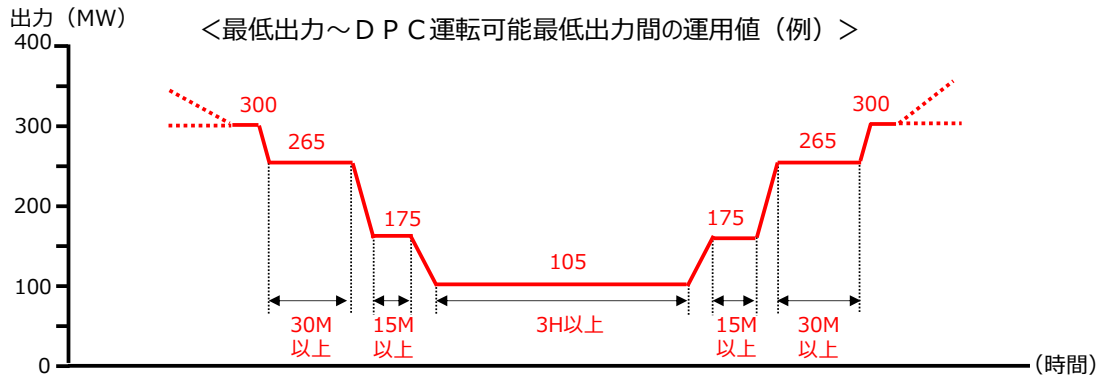 出力（MW）
＜最低出力～ＤＰＣ運転可能最低出力間の運用値（例）＞
400
300
200
100
0
300
265
175
105
175
265
300
30M
以上
15M
以上
3H以上
15M
以上
30M
以上
（時間）